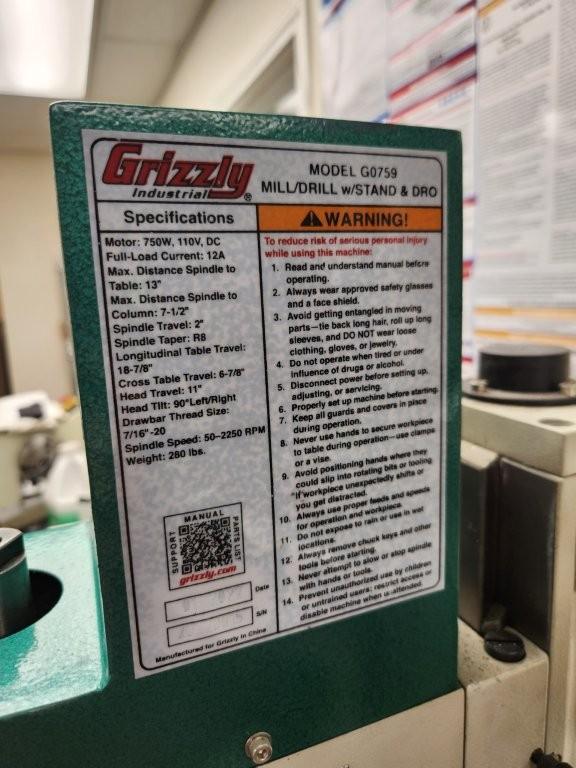 Grizzly
Industrial®
MODEL G0759
MILL/DRILL w/STAND & DRO
Specifications
Motor: 750W, 110V, DC
Full-Load Current: 12A
Max. Distance Spindle to
Table: 13"
Max. Distance Spindle to
Column: 7-1/2"
Spindle Travel: 2"
Spindle Taper: R8
Longitudinal Table Travel:
18-7/8"
Cross Table Travel: 6-7/8"
Head Travel: 11"
Head Tilt: 90°Left/Right
Drawbar Thread Size:
7/16"-20
Spindle Speed: 50-2250 RPM
Weight: 280 lbs.
MANUAL
SUPPORT
PARTS LIST
grizzly.com
Date
S/N
Manufactured for Grizzly in China
WARNING!
To reduce risk of serious personal injury
while using this machine:
1. Read and understand manual before
operating.
2. Always wear approved safety glasses
and a face shield.
3. Avoid getting entangled in moving
parts—tie back long hair, roll up long
sleeves, and DO NOT wear loose
clothing, gloves, or jewelry.
4. Do not operate when tired or under
influence of drugs or alcohol.
5. Disconnect power before setting up,
adjusting, or servicing.
6. Properly set up machine before starting.
7. Keep all guards and covers in place
during operation.
8. Never use hands to secure workpiece
to table during operation—use clamps
or a vise.
9. Avoid positioning hands where they
could slip into rotating bits or tooling
if workpiece unexpectedly shifts or
you get distracted.
10. Always use proper feeds and speeds
for operation and workpiece.
11. Do not expose to rain or use in wet
locations.
12. Always remove chuck keys and other
tools before starting.
13. Never attempt to slow or stop spindle
with hands or tools.
14. Prevent unauthorized use by children
or untrained users; restrict access or
disable machine when unattended.